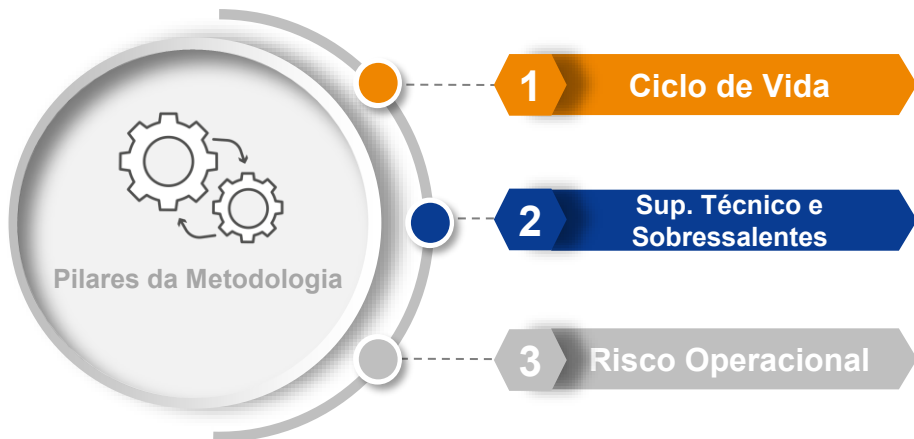 Pilares da Metodologia
1
Ciclo de Vida
2
Sup. Técnico e
Sobressalentes
3
Risco Operacional